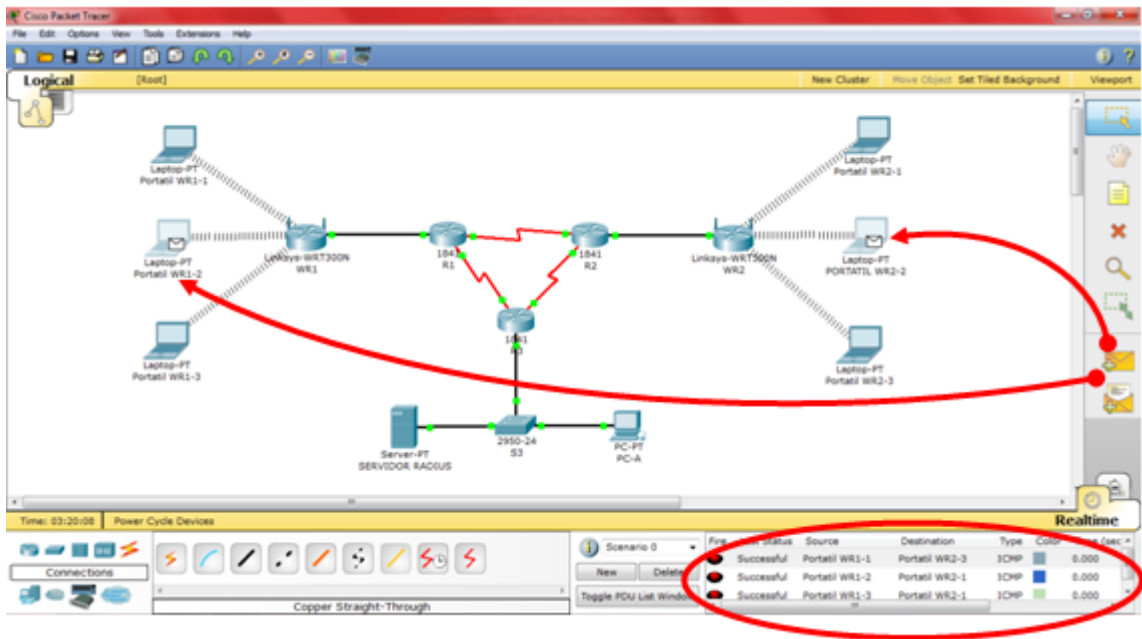 Cisco Packet Tracer
File Edit Options View Tools Extensions Help
Logical [Root] New Cluster Move Object Set Tiled Background Viewport
Laptop-PT
Portatil WR1-1
Laptop-PT
Portatil WR2-1
Laptop-PT
Portatil WR1-2
Linksys-WRT300N
WR1
1841
R1
1841
R2
Linksys-WRT300N
WR2
Laptop-PT
PORTATIL WR2-2
Laptop-PT
Portatil WR1-3
1841
R3
Laptop-PT
Portatil WR2-3
Server-PT
SERVIDOR RADIUS
2950-24
S3
PC-PT
PC-A
Time: 03:20:08 Power Cycle Devices Realtime
Connections
Copper Straight-Through
Scenario 0
New Delete
Toggle PDU List Window
Fire Status Source Destination Type Color
Successful Portatil WR1-1 Portatil WR2-3 ICMP 0.000
Successful Portatil WR1-2 Portatil WR2-1 ICMP 0.000
Successful Portatil WR1-3 Portatil WR2-1 ICMP 0.000